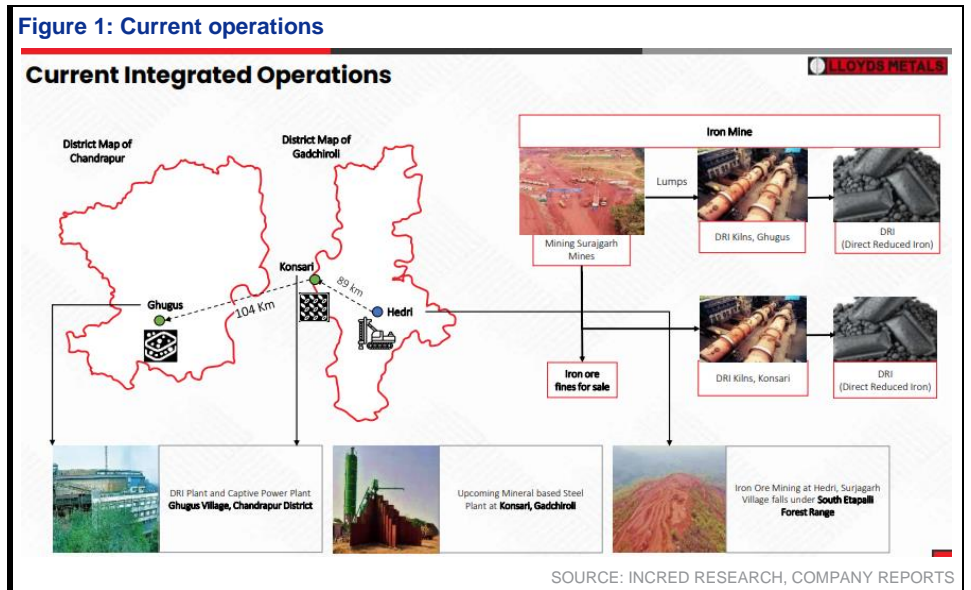 Figure 1: Current operations
Current Integrated Operations
LLOYDS METALS
District Map of
Chandrapur
District Map of
Gadchiroli
Konsari
89 km
104 Km
Ghugus
Hedri
Iron Mine
Lumps
Mining Surajgarh
Mines
DRI Kilns, Ghugus
DRI
(Direct Reduced Iron)
Iron ore
fines for sale
DRI Kilns, Konsari
DRI
(Direct Reduced Iron)
DRI Plant and Captive Power Plant
Ghugus Village, Chandrapur District
Upcoming Mineral based Steel
Plant at Konsari, Gadchiroli
Iron Ore Mining at Hedri, Surjagarh
Village falls under South Etapalli
Forest Range
SOURCE: INCRED RESEARCH, COMPANY REPORTS